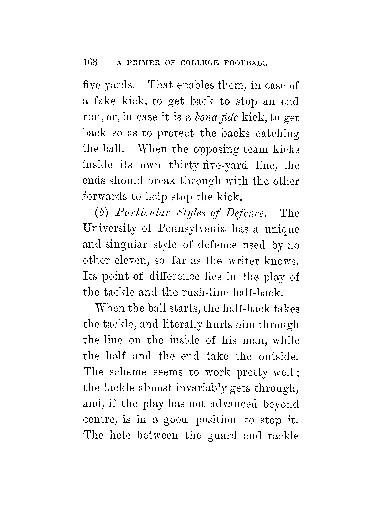 168 A PRIMER OF COLLEGE FOOTBALL.
five yards. That enables them, in case of
a fake kick, to get back to stop an end
run, or, in case it is a bona fide kick, to get
back so as to protect the backs catching
the ball. When the opposing team kicks
inside its own thirty-five-yard line, the
ends should break through with the other
forwards to help stop the kick.
(b) Particular Styles of Defence. The
University of Pennsylvania has a unique
and singular style of defence used by no
other eleven, so far as the writer knows.
Its point of difference lies in the play of
the tackle and the rush-line half-back.
When the ball starts, the half-back takes
the tackle, and literally hurls him through
the line on the inside of his man, while
the half and the end take the outside.
The scheme seems to work pretty well;
the tackle almost invariably gets through,
and, if the play has not advanced beyond
centre, is in a good position to stop it.
The hole between the guard and tackle